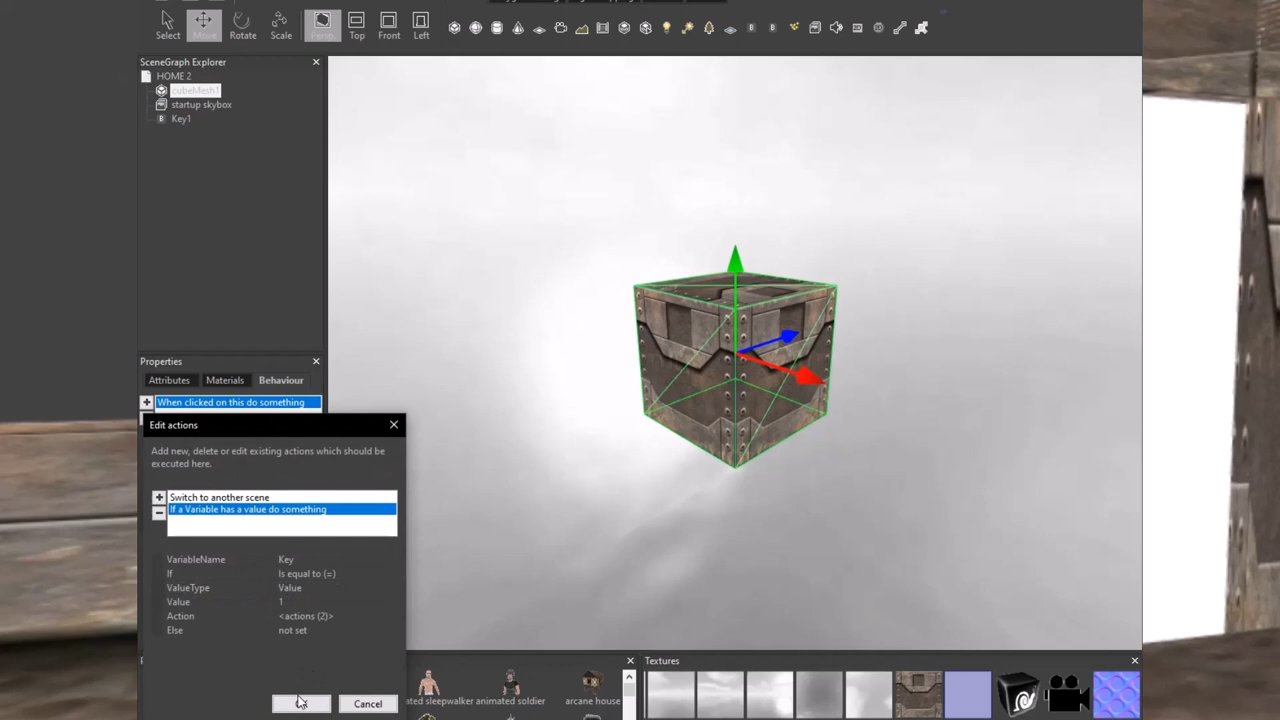 Select Move Rotate Scale Persp. Top Front Left
SceneGraph Explorer
HOME 2
cubeMesh1
startup skybox
Key1
Properties
Attributes Materials Behaviour
When clicked on this do something
Edit actions
Add new, delete or edit existing actions which should be
executed here.
Switch to another scene
If a Variable has a value do something
VariableName Key
If Is equal to (=)
ValueType Value
Value 1
Action <actions (2)>
Else not set
Cancel
sleepwalker animated soldier arcane house
Textures